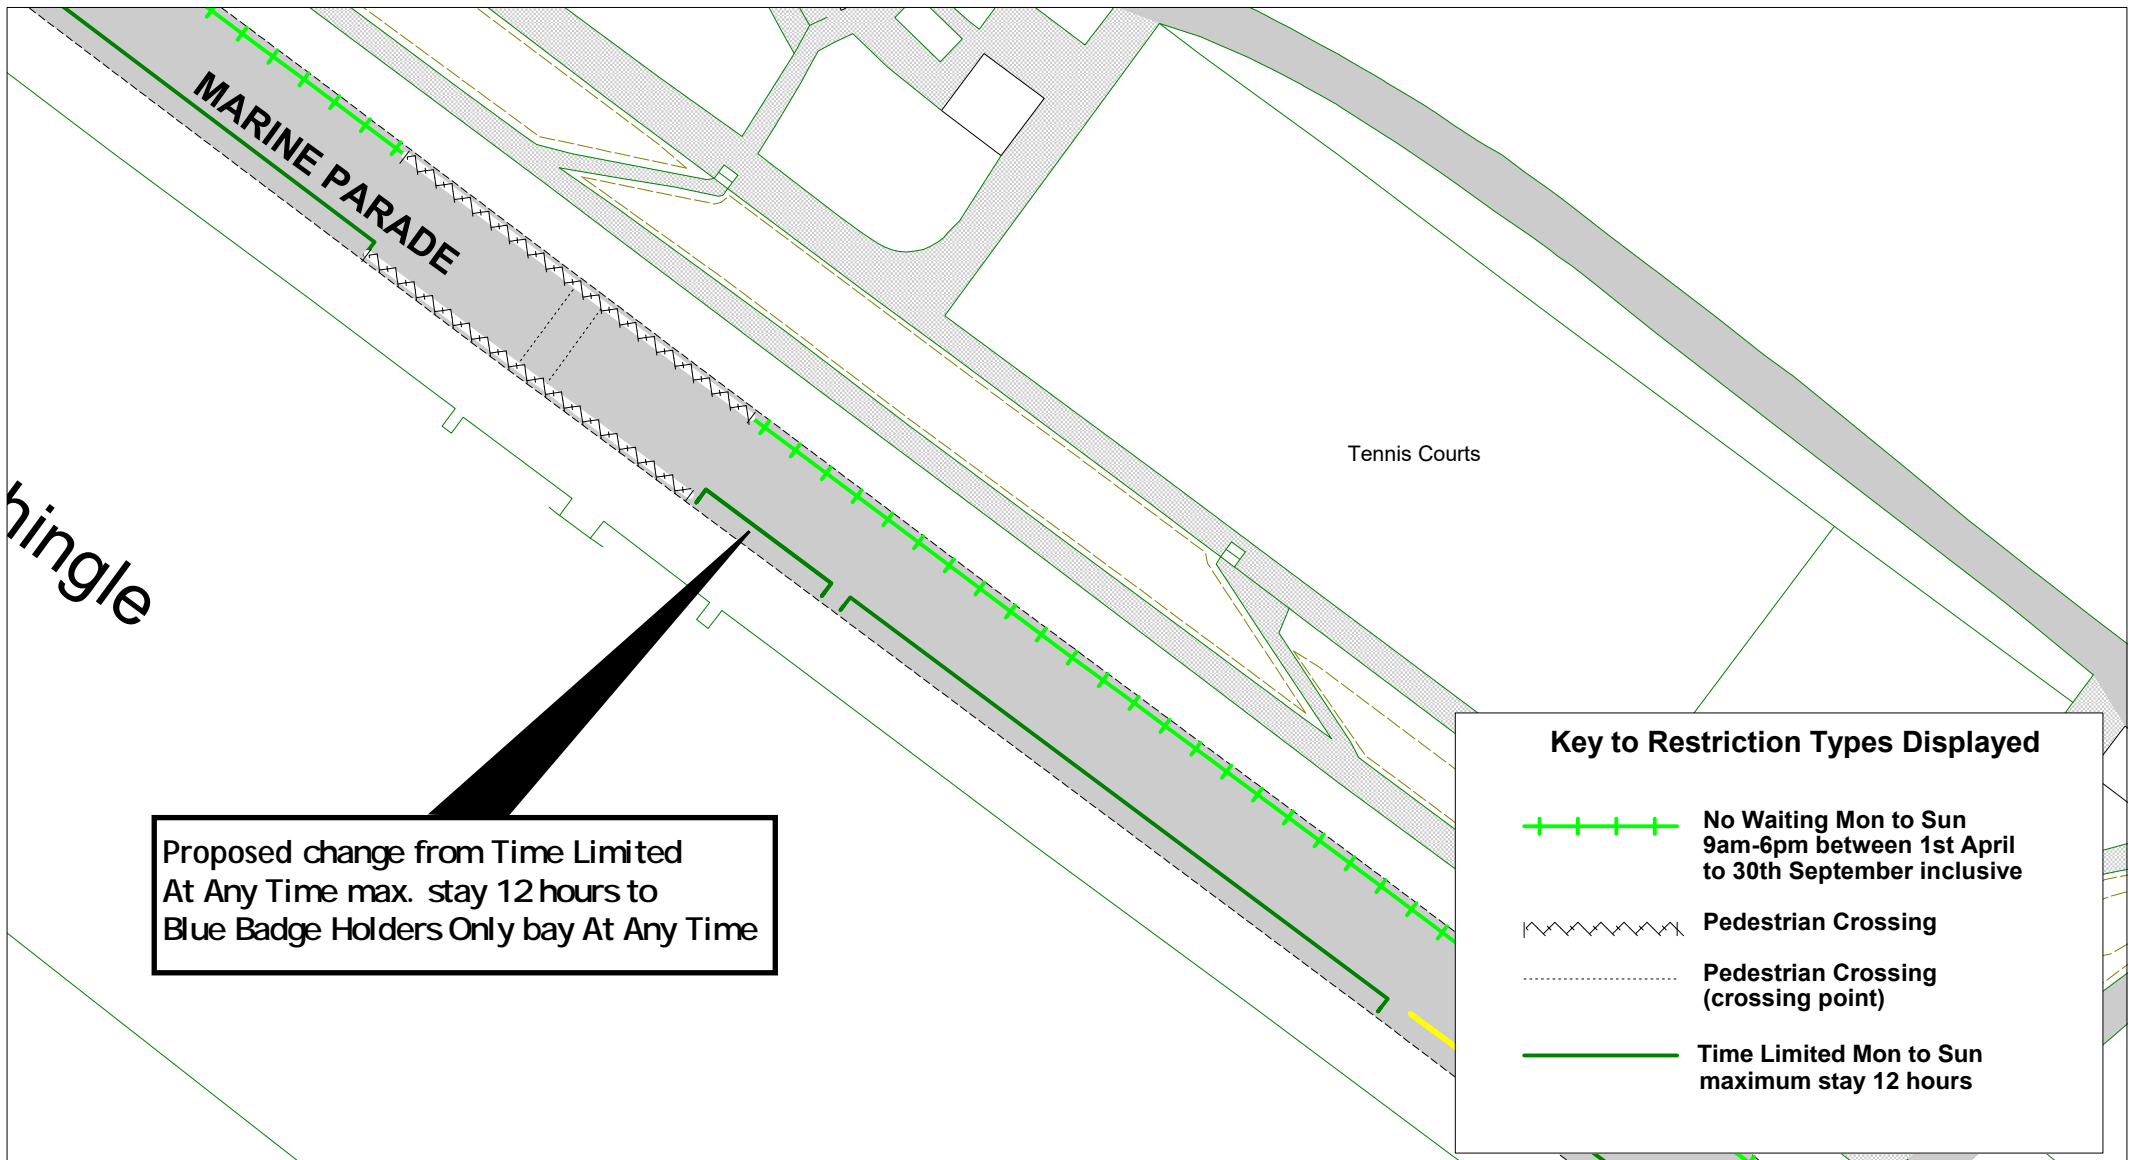 MARINE PARADE
Tennis Courts
hingle
Proposed change from Time Limited
At Any Time max. stay 12 hours to
Blue Badge Holders Only bay At Any Time
Key to Restriction Types Displayed
No Waiting Mon to Sun
9am-6pm between 1st April
to 30th September inclusive
Pedestrian Crossing
Pedestrian Crossing
(crossing point)
Time Limited Mon to Sun
maximum stay 12 hours